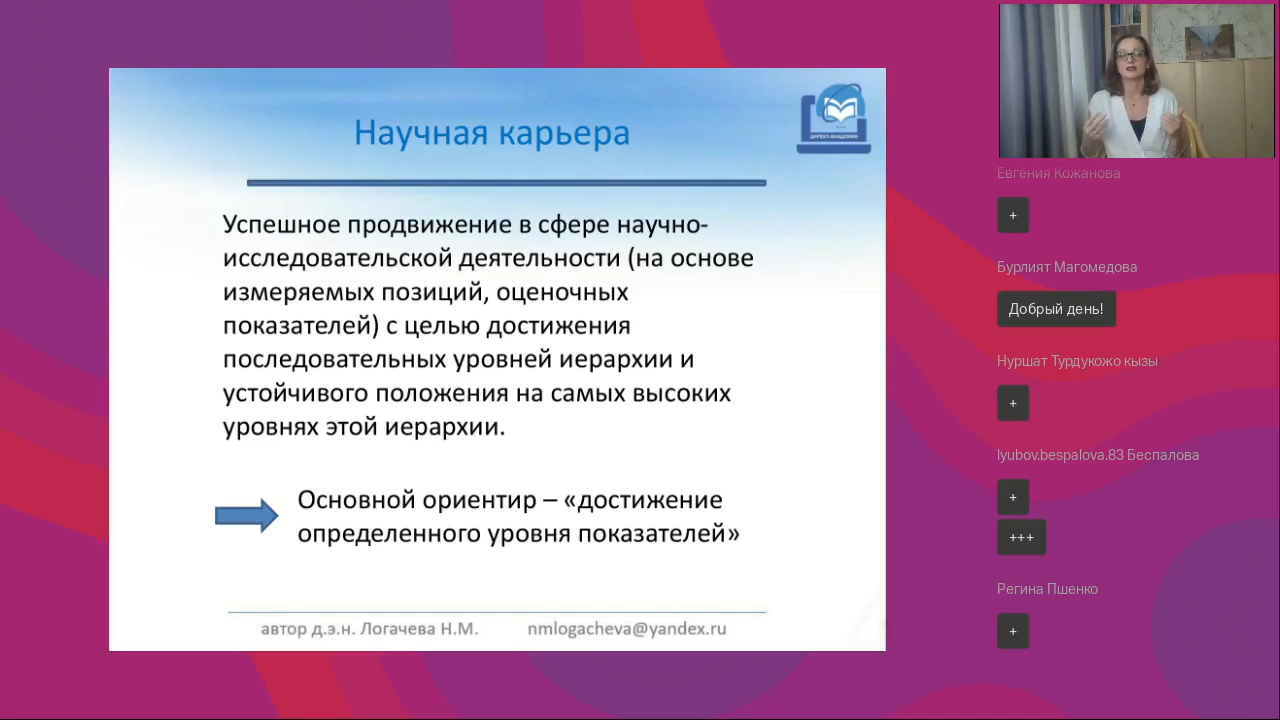 Научная карьера
ДИРЕКТ-АКАДЕМИЯ
Успешное продвижение в сфере научно-
исследовательской деятельности (на основе
измеряемых позиций, оценочных
показателей) с целью достижения
последовательных уровней иерархии и
устойчивого положения на самых высоких
уровнях этой иерархии.
Основной ориентир – «достижение
определенного уровня показателей»
автор д.э.н. Логачева Н.М. nmlogacheva@yandex.ru
Евгения Кожанова
+
Бурлият Магомедова
Добрый день!
Нуршат Турдукожо кызы
+
lyubov.bespalova.83 Беспалова
+
+++
Регина Пшенко
+